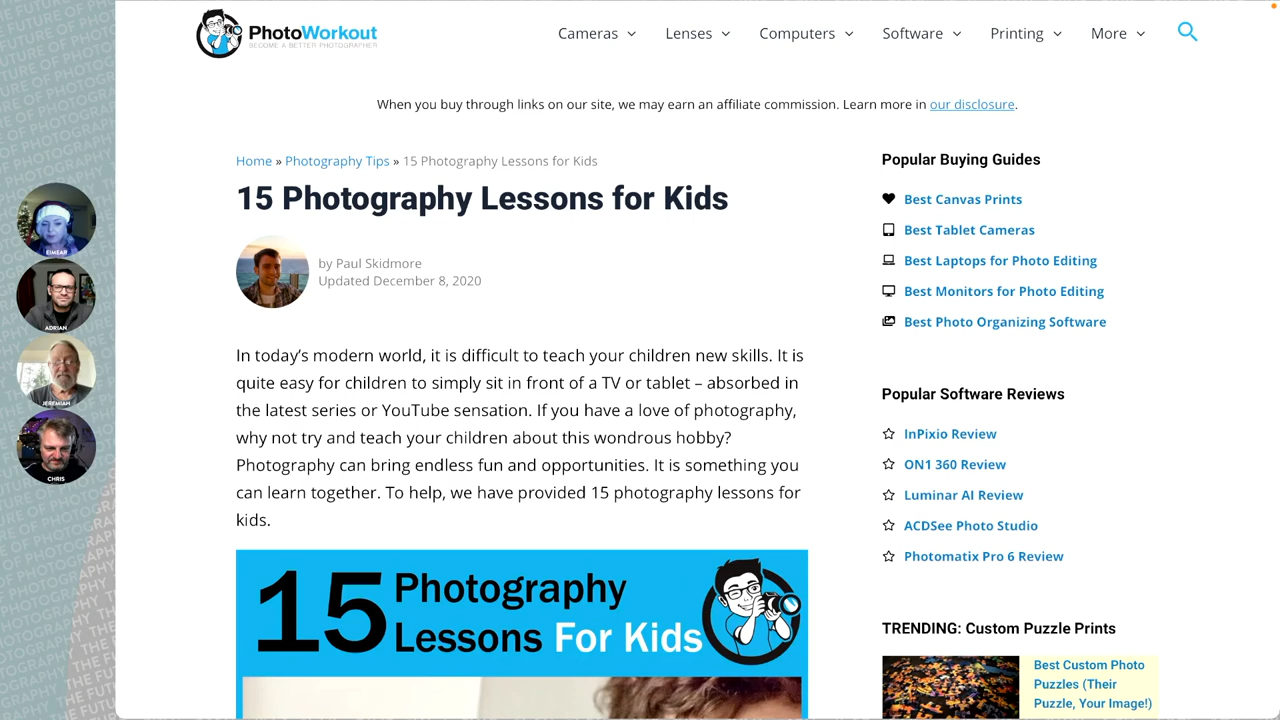 PhotoWorkout
BECOME A BETTER PHOTOGRAPHER
Cameras
Lenses
Computers
Software
Printing
More
When you buy through links on our site, we may earn an affiliate commission. Learn more in our disclosure.
Home » Photography Tips » 15 Photography Lessons for Kids
15 Photography Lessons for Kids
by Paul Skidmore
Updated December 8, 2020
In today’s modern world, it is difficult to teach your children new skills. It is
quite easy for children to simply sit in front of a TV or tablet – absorbed in
the latest series or YouTube sensation. If you have a love of photography,
why not try and teach your children about this wondrous hobby?
Photography can bring endless fun and opportunities. It is something you
can learn together. To help, we have provided 15 photography lessons for
kids.
15 Photography
Lessons For Kids
Popular Buying Guides
Best Canvas Prints
Best Tablet Cameras
Best Laptops for Photo Editing
Best Monitors for Photo Editing
Best Photo Organizing Software
Popular Software Reviews
InPixio Review
ON1 360 Review
Luminar AI Review
ACDSee Photo Studio
Photomatix Pro 6 Review
TRENDING: Custom Puzzle Prints
Best Custom Photo
Puzzles (Their
Puzzle, Your Image!)
EIMEAR
ADRIAN
JEREMIAH
CHRIS